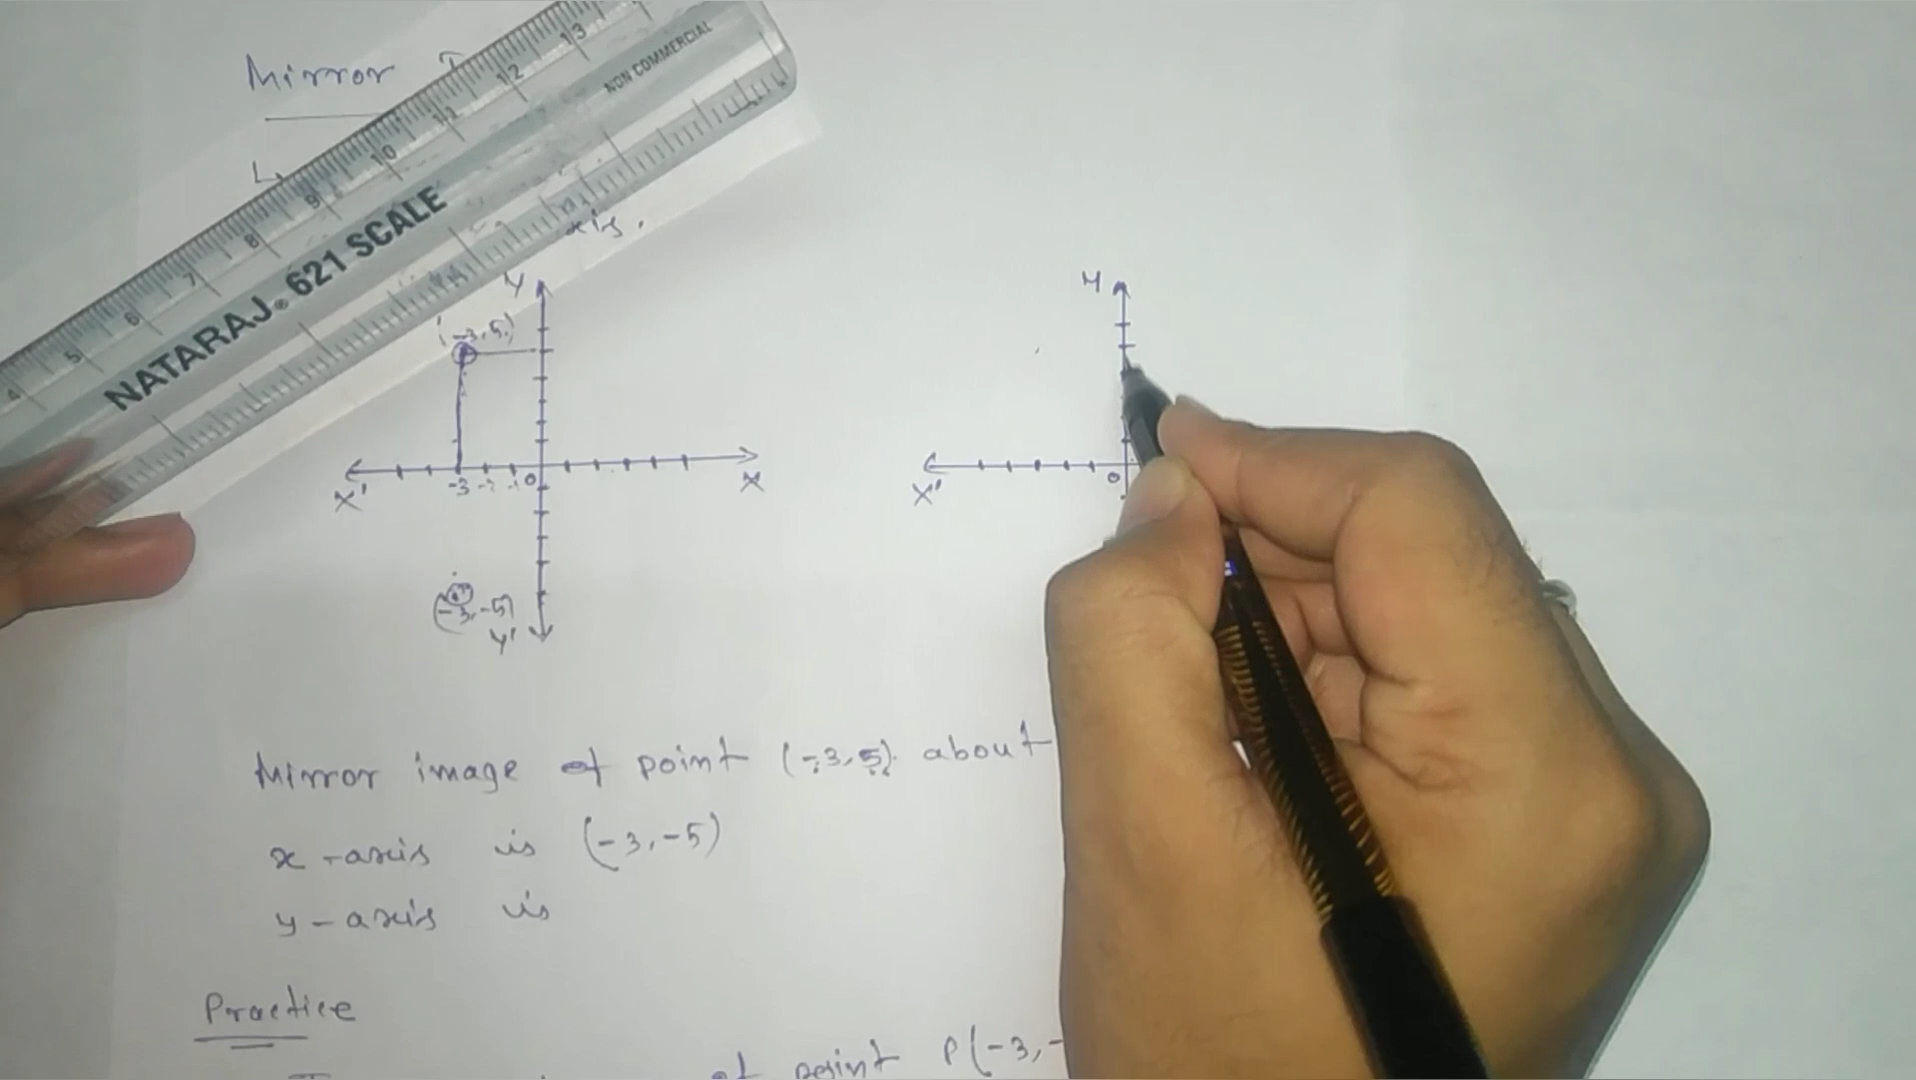 Mirror
NON COMMERCIAL
4 5 6 7 8 9 10 11 12 13
NATARAJ® 621 SCALE
Y
(-3,5)
X' -3 -2 -1 0 X
(-3,-5)
Y'
Y
X' 0
Mirror image of point (-3,5) about
x-axis is (-3,-5)
y-axis is
Practice
of point P(-3,-